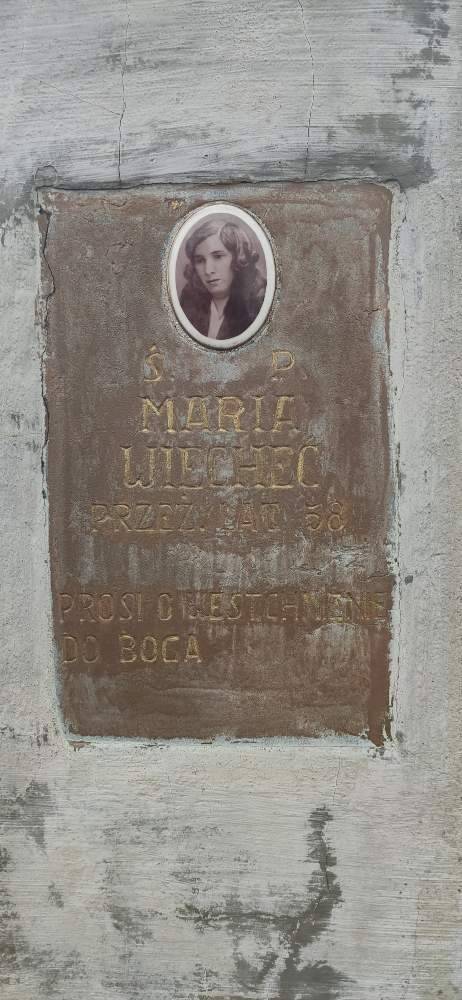 Ś. P.
MARIA
WIECHEĆ
PRZEŻ. LAT 58
PROSI O WESTCHNIENIE
DO BOGA